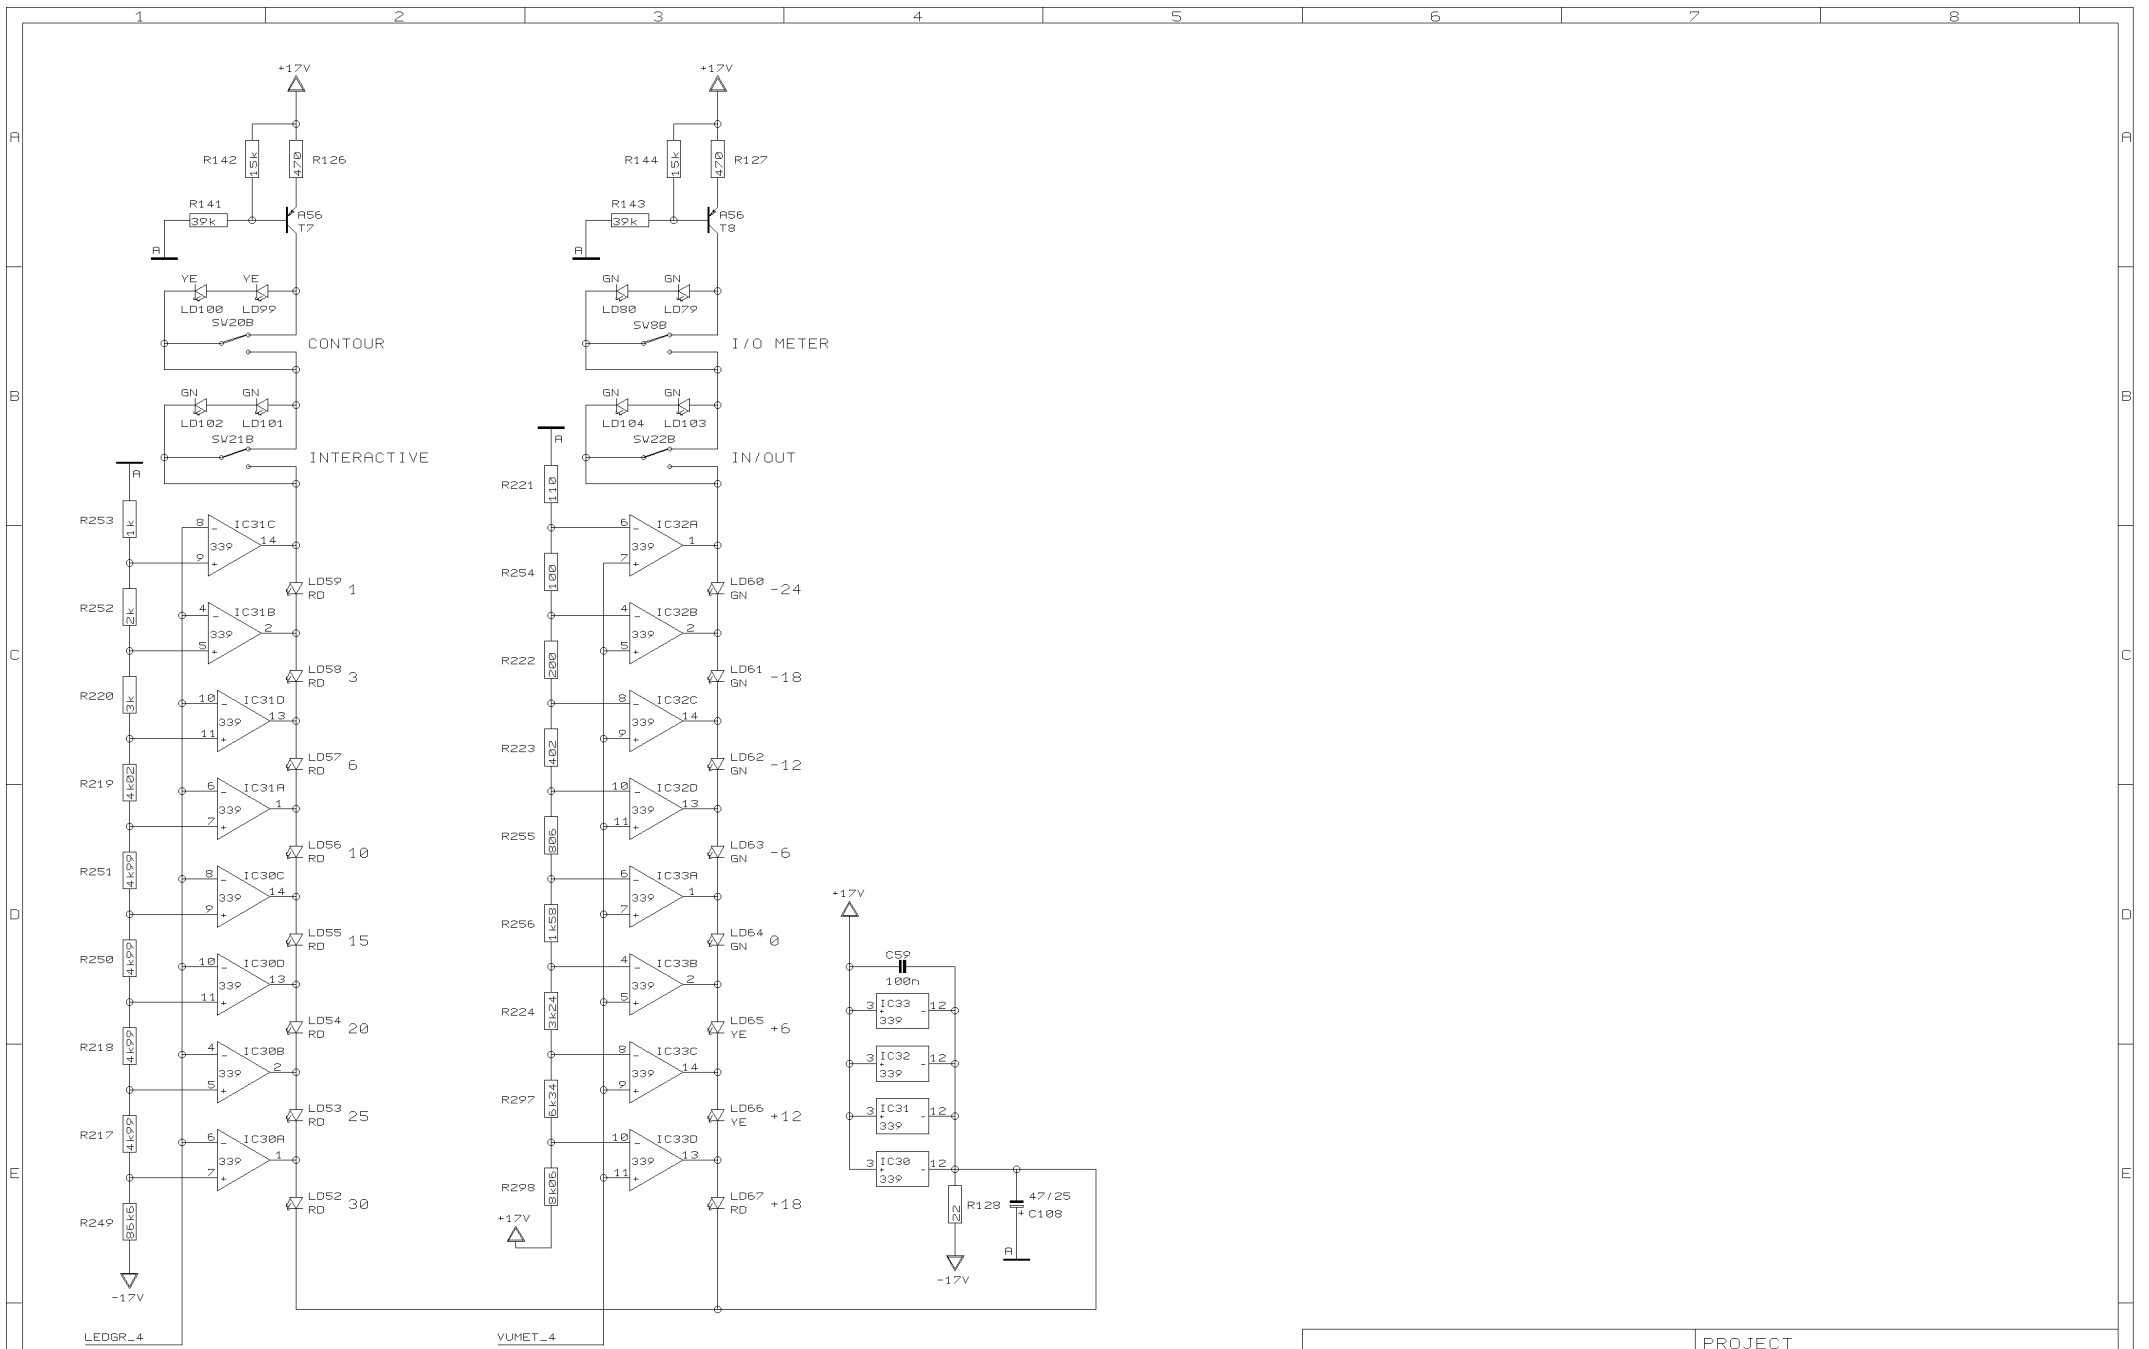 1 2 3 4 5 6 7 8
A A
B B
C C
D D
E E
+17V
R142 15k 470 R126
R141
39k
A56
T7
A
YE YE
LD100 LD99
SW20B
CONTOUR
GN GN
LD102 LD101
SW21B
INTERACTIVE
A
R253 1k
8 - IC31C
339 14
9 +
LD59
RD 1
R252 2k
4 - IC31B
339 2
5 +
LD58
RD 3
R220 3k
10 - IC31D
339 13
11 +
LD57
RD 6
R219 4k02
6 - IC31A
339 1
7 +
LD56
RD 10
R251 4k99
8 - IC30C
339 14
9 +
LD55
RD 15
R250 4k99
10 - IC30D
339 13
11 +
LD54
RD 20
R218 4k99
4 - IC30B
339 2
5 +
LD53
RD 25
R217 4k99
6 - IC30A
339 1
7 +
LD52
RD 30
R249 86k6
-17V
LEDGR_4
+17V
R144 15k 470 R127
R143
39k
A56
T8
A
GN GN
LD80 LD79
SW8B
I/O METER
GN GN
LD104 LD103
SW22B
IN/OUT
A
R221 110
6 - IC32A
339 1
7 +
R254 100
LD60
GN -24
4 - IC32B
339 2
5 +
R222 200
LD61
GN -18
8 - IC32C
339 14
9 +
R223 402
LD62
GN -12
10 - IC32D
339 13
11 +
R255 806
LD63
GN -6
6 - IC33A
339 1
7 +
R256 1k58
LD64
GN 0
4 - IC33B
339 2
5 +
R224 3k24
LD65
YE +6
8 - IC33C
339 14
9 +
R297 6k34
LD66
YE +12
10 - IC33D
339 13
11 +
R298 8k06
LD67
RD +18
+17V
VUMET_4
+17V
C59
100n
3 IC33 12
+ -
339
3 IC32 12
+ -
339
3 IC31 12
+ -
339
3 IC30 12
+ -
339
22 R128
47/25
+ C108
A
-17V
PROJECT